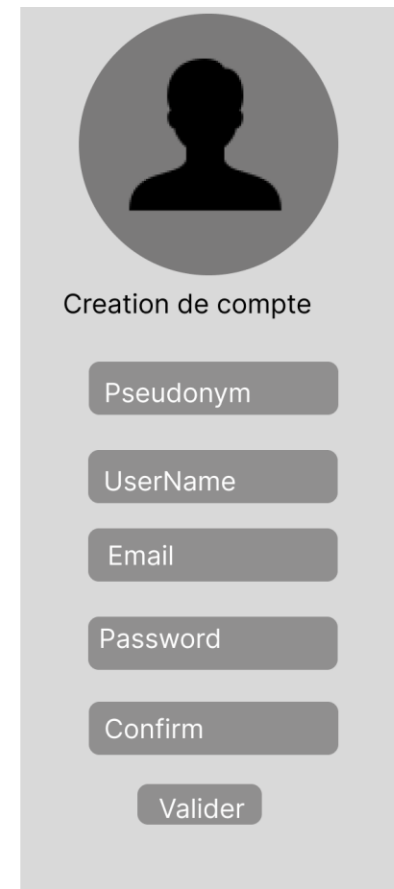 Creation de compte
Pseudonym
UserName
Email
Password
Confirm
Valider